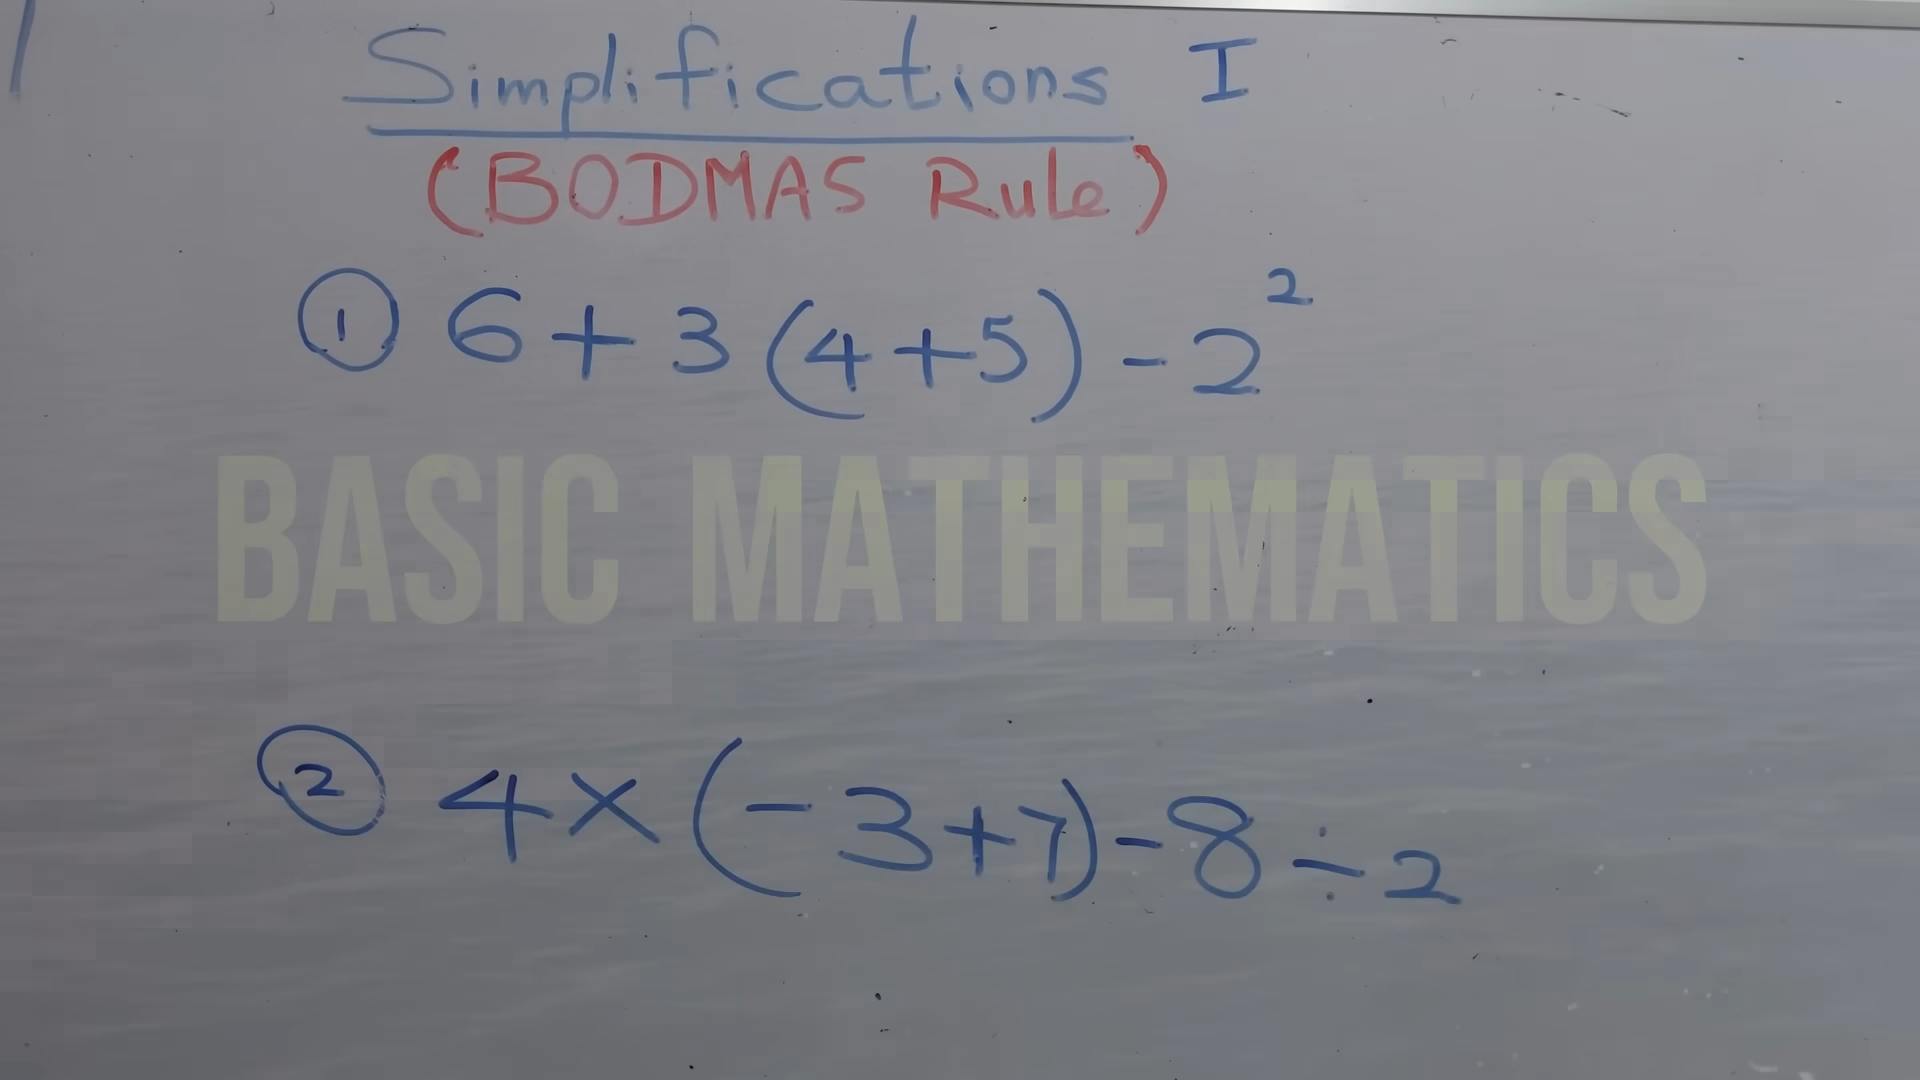 Simplifications I
(BODMAS Rule)
① 6 + 3 (4 + 5) - 2²
BASIC MATHEMATICS
② 4 × (- 3 + 7) - 8 ÷ 2